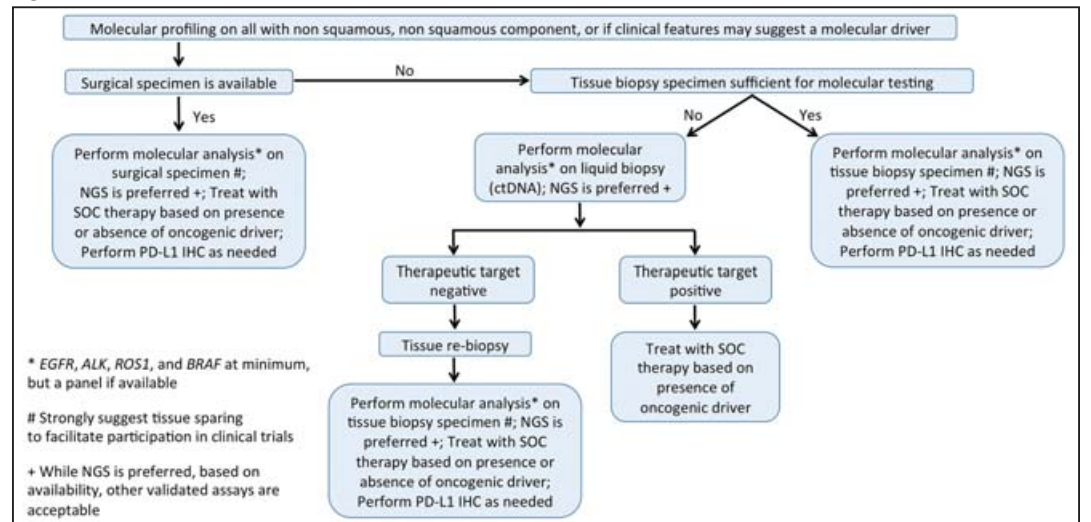 Molecular profiling on all with non squamous, non squamous component, or if clinical features may suggest a molecular driver
Surgical specimen is available
No
Tissue biopsy specimen sufficient for molecular testing
Yes
No
Yes
Perform molecular analysis* on
surgical specimen #;
NGS is preferred +; Treat with
SOC therapy based on presence
or absence of oncogenic driver;
Perform PD-L1 IHC as needed
Perform molecular
analysis* on liquid biopsy
(ctDNA); NGS is preferred +
Perform molecular analysis* on
tissue biopsy specimen #; NGS is
preferred +; Treat with SOC
therapy based on presence or
absence of oncogenic driver;
Perform PD-L1 IHC as needed
Therapeutic target
negative
Therapeutic target
positive
Tissue re-biopsy
Treat with SOC
therapy based on
presence of
oncogenic driver
Perform molecular analysis* on
tissue biopsy specimen #; NGS is
preferred +; Treat with SOC
therapy based on presence or
absence of oncogenic driver;
Perform PD-L1 IHC as needed
* EGFR, ALK, ROS1, and BRAF at minimum,
but a panel if available
# Strongly suggest tissue sparing
to facilitate participation in clinical trials
+ While NGS is preferred, based on
availability, other validated assays are
acceptable